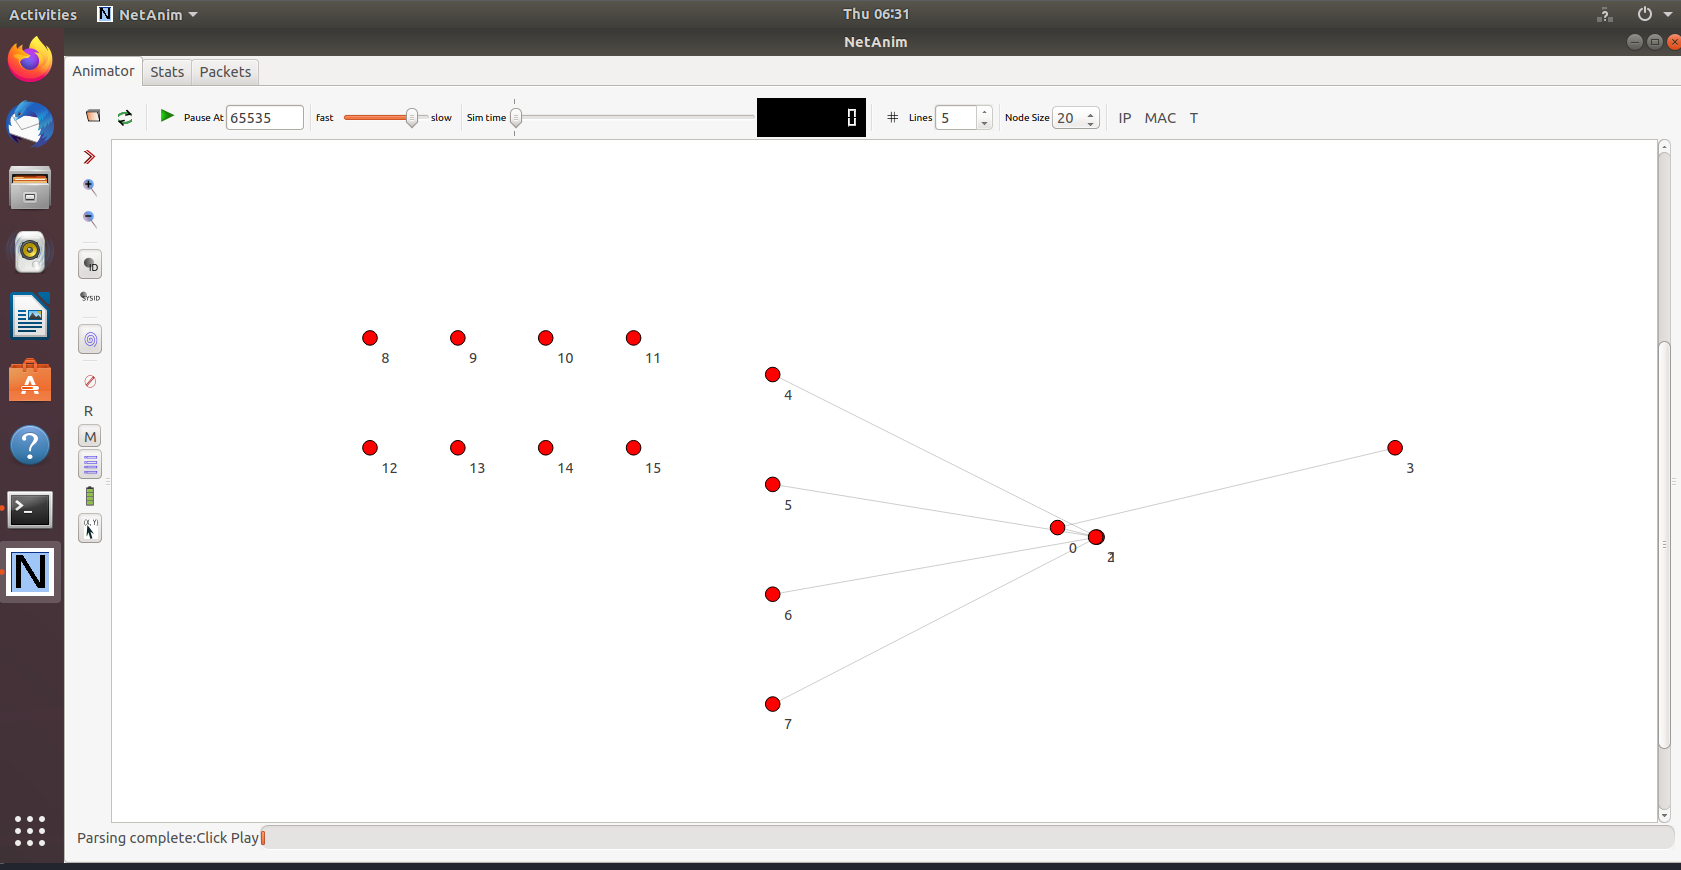 Activities NetAnim Thu 06:31
NetAnim
Animator Stats Packets
Pause At 65535 fast slow Sim time 0 Lines 5 Node Size 20 IP MAC T
ID
SYSID
R
M
(X, Y)
8 9 10 11
4
12 13 14 15 3
5
0
6
7
Parsing complete:Click Play